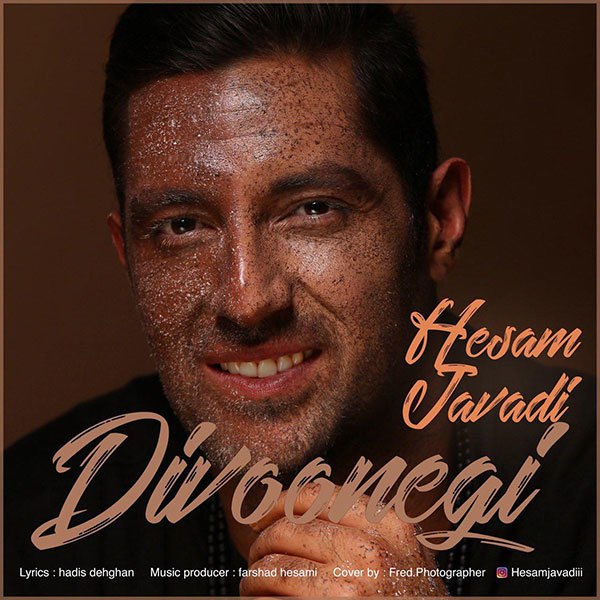 Hesam
Javadi
Divoonegi
Lyrics : hadis dehghan Music producer : farshad hesami Cover by : Fred.Photographer Hesamjavadiii